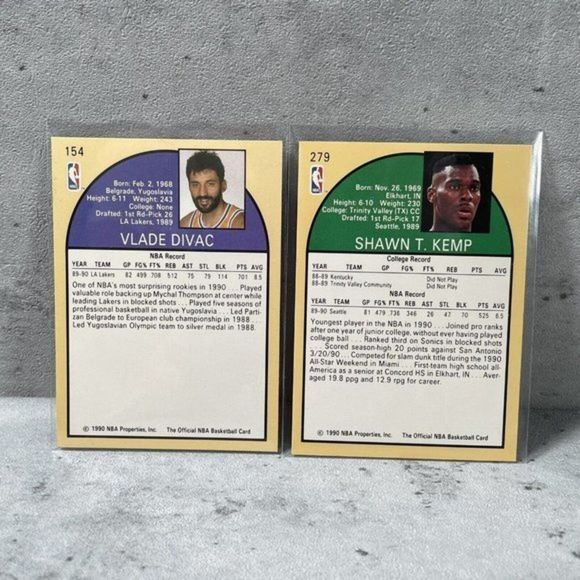 154
Born: Feb. 2, 1968
Belgrade, Yugoslavia
Height: 6-11 Weight: 243
College: None
Drafted: 1st Rd-Pick 26
LA Lakers, 1989
VLADE DIVAC
NBA Record
YEAR TEAM GP FG% FT% REB AST STL BLK PTS AVG
89-90 LA Lakers 82 499 708 512 75 79 114 701 8.5
One of NBA's most surprising rookies in 1990 . . . Played
valuable role backing up Mychal Thompson at center while
leading Lakers in blocked shots . . . Played five seasons of
professional basketball in native Yugoslavia . . . Led Parti-
zan Belgrade to European club championship in 1988 . . .
Led Yugoslavian Olympic team to silver medal in 1988.
© 1990 NBA Properties, Inc. The Official NBA Basketball Card
279
Born: Nov. 26, 1969
Elkhart, IN
Height: 6-10 Weight: 230
College: Trinity Valley (TX) CC
Drafted: 1st Rd-Pick 17
Seattle, 1989
SHAWN T. KEMP
College Record
YEAR TEAM GP FG% FT% REB PTS AVG
88-89 Kentucky Did Not Play
88-89 Trinity Valley Community Did Not Play
NBA Record
YEAR TEAM GP FG% FT% REB AST STL BLK PTS AVG
89-90 Seattle 81 479 736 346 26 47 70 525 6.5
Youngest player in the NBA in 1990 . . . Joined pro ranks
after one year of junior college, without ever having played
college ball . . . Ranked third on Sonics in blocked shots
. . . Scored season-high 20 points against San Antonio
3/20/90 . . . Competed for slam dunk title during the 1990
All-Star Weekend in Miami . . . First-team high school all-
America as a senior at Concord HS in Elkhart, IN . . . Aver-
aged 19.8 ppg and 12.9 rpg for career.
© 1990 NBA Properties, Inc. The Official NBA Basketball Card